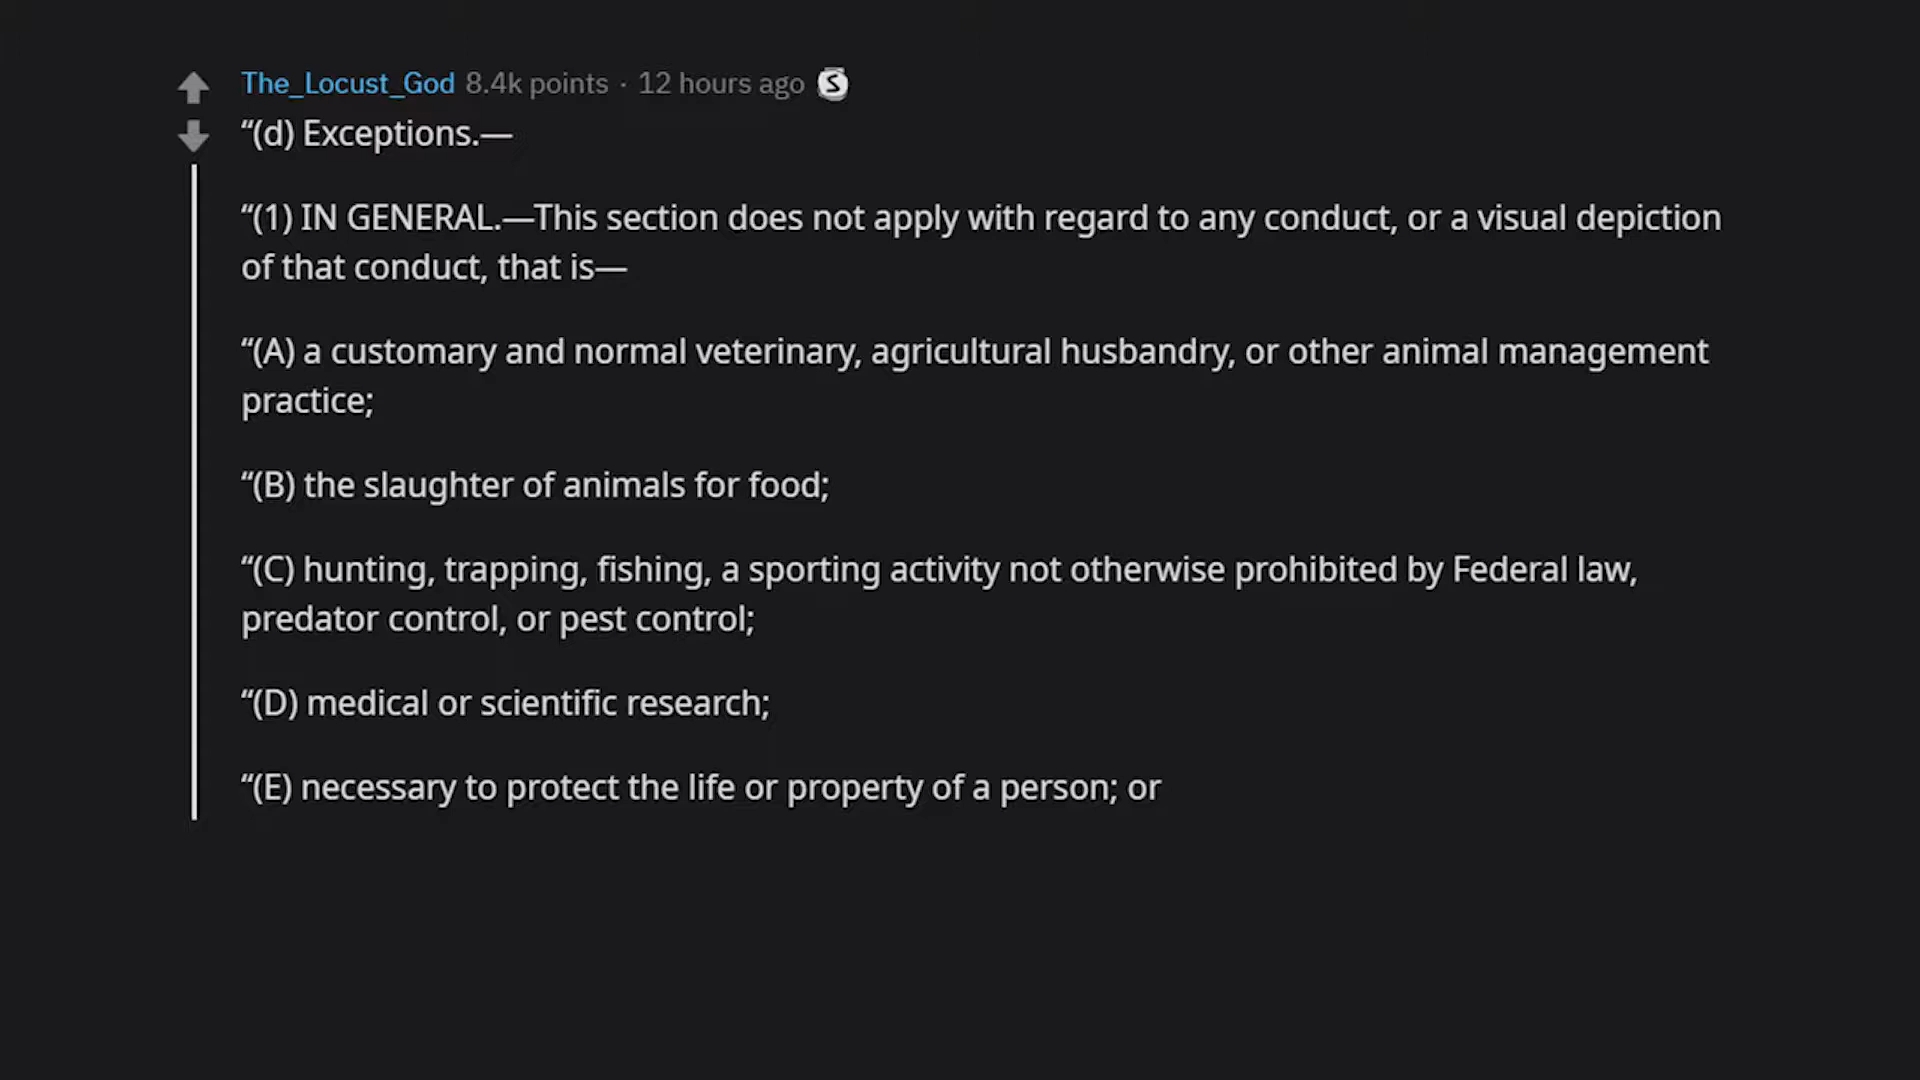 The_Locust_God 8.4k points · 12 hours ago S
“(d) Exceptions.—
“(1) IN GENERAL.—This section does not apply with regard to any conduct, or a visual depiction
of that conduct, that is—
“(A) a customary and normal veterinary, agricultural husbandry, or other animal management
practice;
“(B) the slaughter of animals for food;
“(C) hunting, trapping, fishing, a sporting activity not otherwise prohibited by Federal law,
predator control, or pest control;
“(D) medical or scientific research;
“(E) necessary to protect the life or property of a person; or